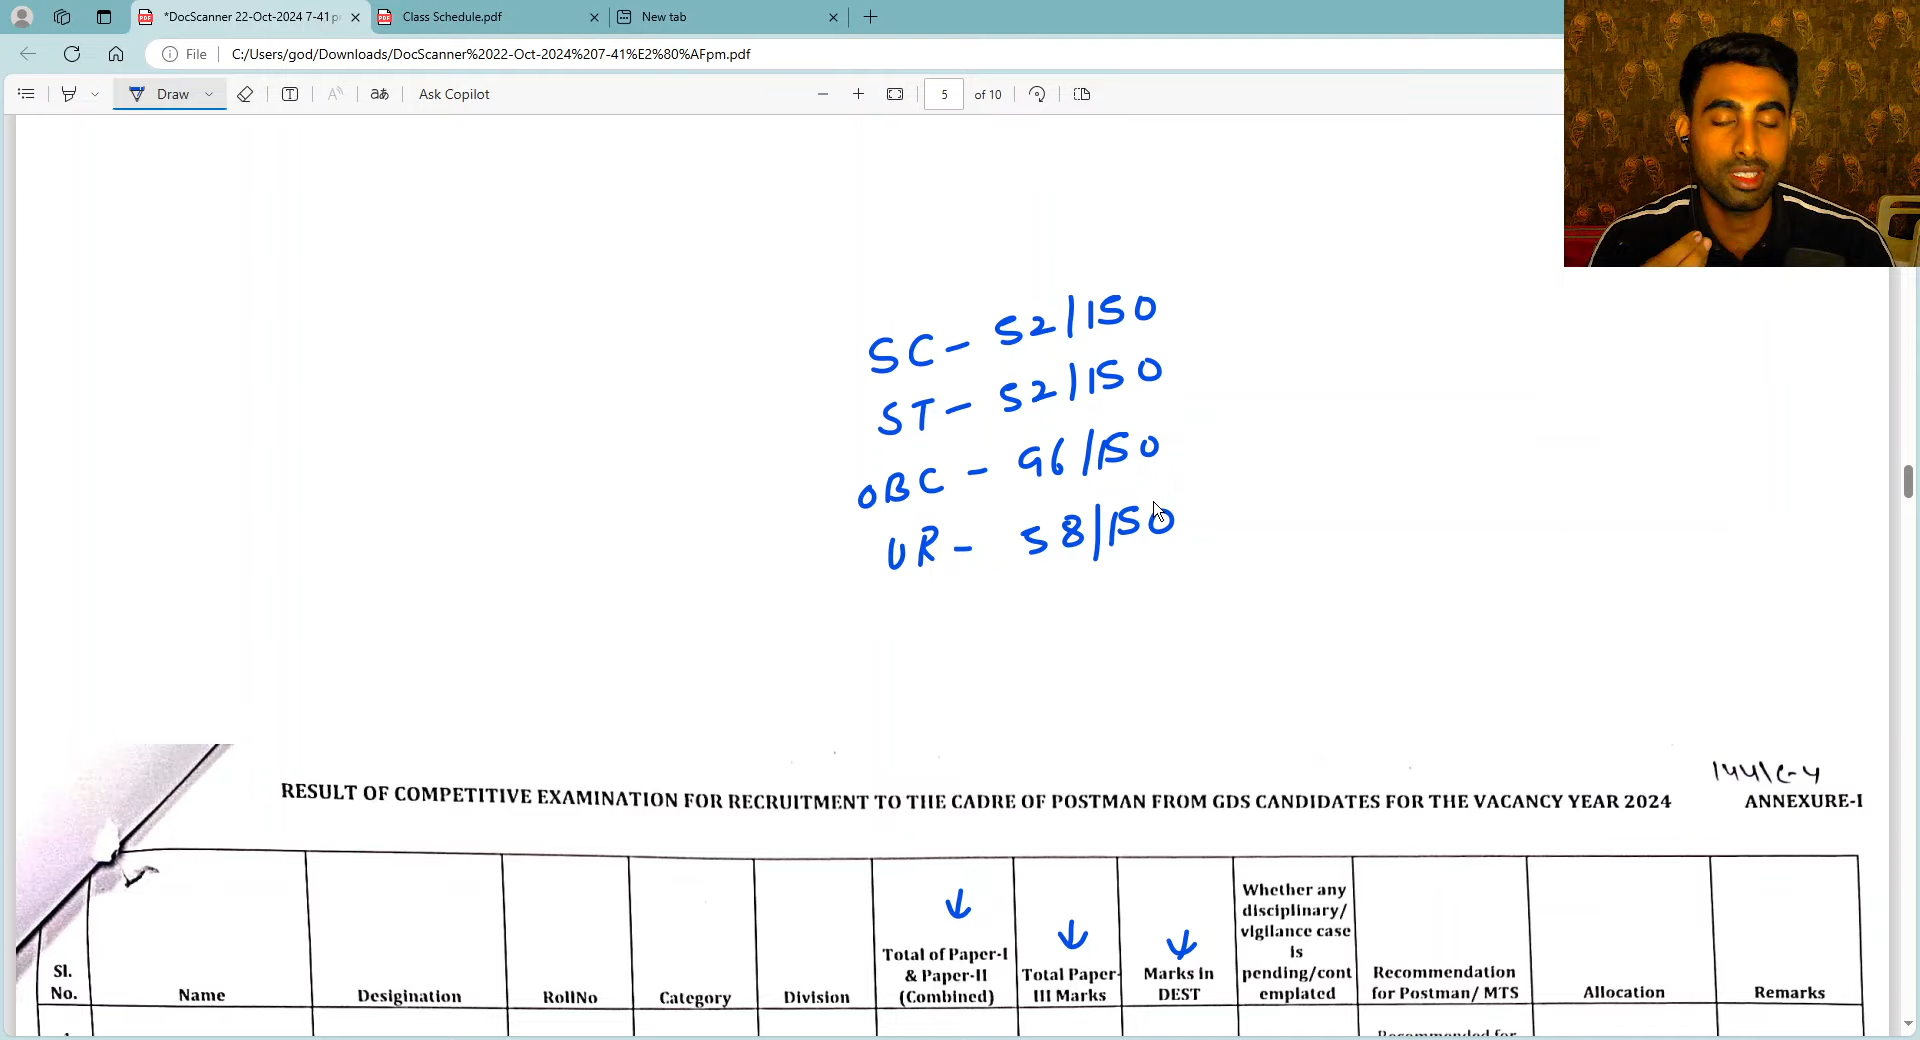 *DocScanner 22-Oct-2024 7-41 p
Class Schedule.pdf
New tab
File
C:/Users/god/Downloads/DocScanner%2022-Oct-2024%207-41%E2%80%AFpm.pdf
Draw
Ask Copilot
5 of 10
SC - 52/150
ST - 52/150
OBC - 96/150
UR - 58/150
RESULT OF COMPETITIVE EXAMINATION FOR RECRUITMENT TO THE CADRE OF POSTMAN FROM GDS CANDIDATES FOR THE VACANCY YEAR 2024
ANNEXURE-I
Sl.
No.
Name
Designation
RollNo
Category
Division
Total of Paper-I
& Paper-II
(Combined)
Total Paper-
III Marks
Marks in
DEST
Whether any
disciplinary/
vigilance case
is
pending/cont
emplated
Recommendation
for Postman/ MTS
Allocation
Remarks